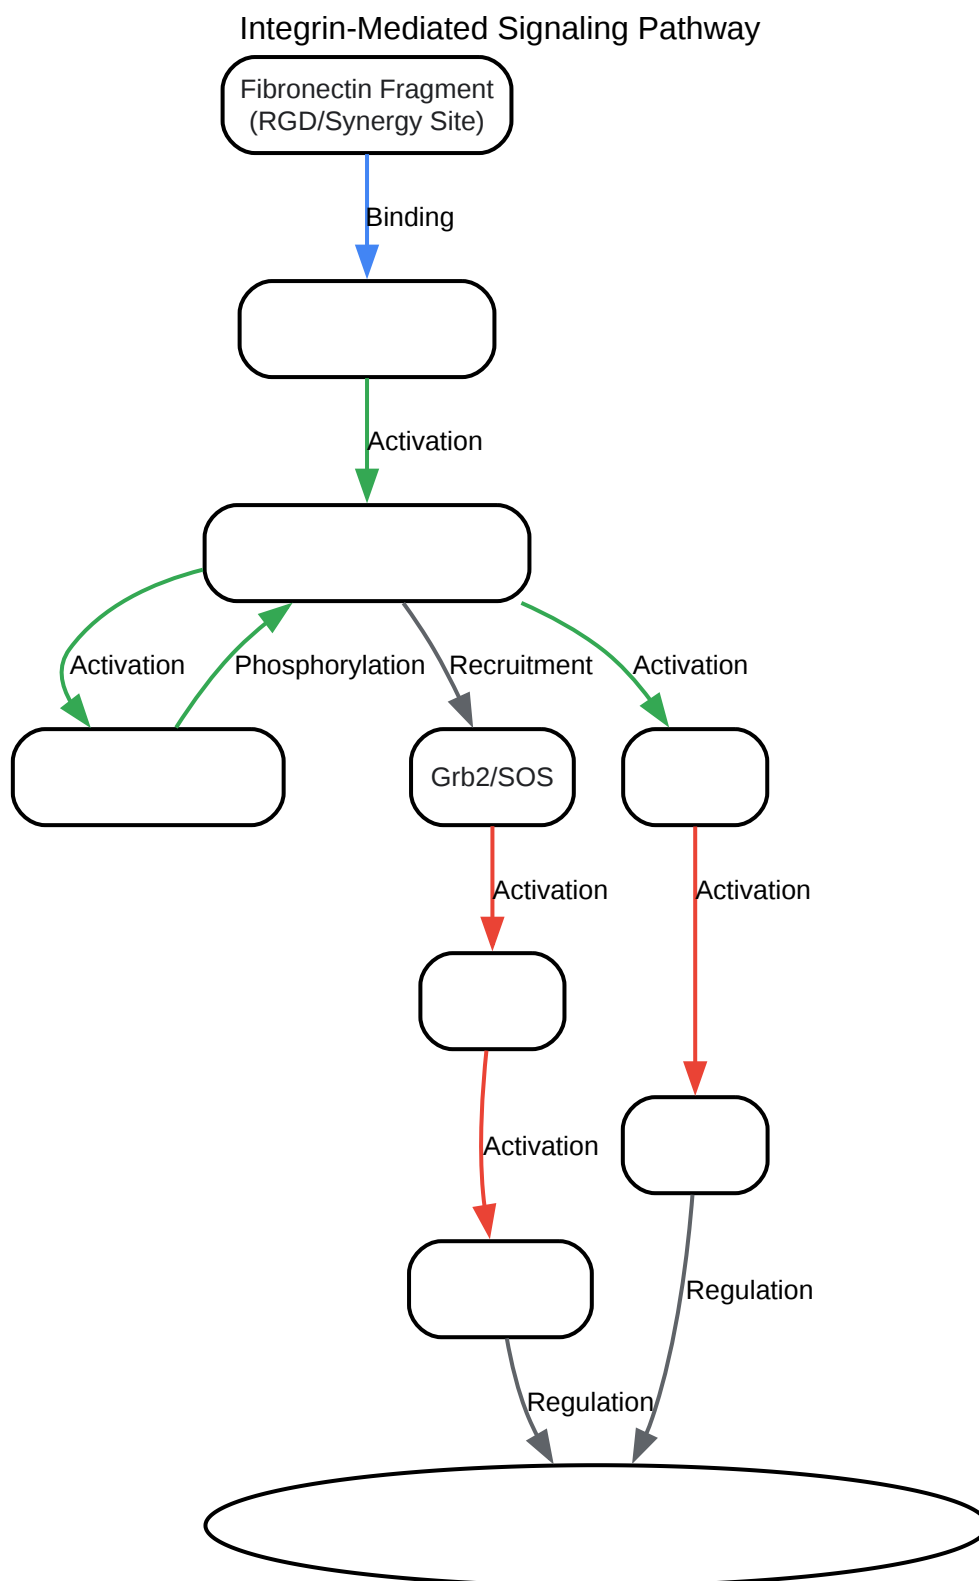 Integrin-Mediated Signaling Pathway
Fibronectin Fragment
(RGD/Synergy Site)
Binding
Activation
Activation
Phosphorylation
Recruitment
Activation
Grb2/SOS
Activation
Activation
Activation
Regulation
Regulation